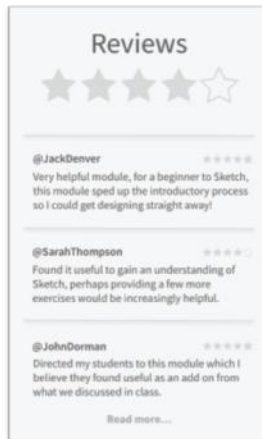 Reviews
@JackDenver
Very helpful module, for a beginner to Sketch,
this module sped up the introductory process
so I could get designing straight away!
@SarahThompson
Found it useful to gain an understanding of
Sketch, perhaps providing a few more
exercises would be increasingly helpful.
@JohnDorman
Directed my students to this module which I
believe they found useful as an add on from
what we discussed in class.
Read more...